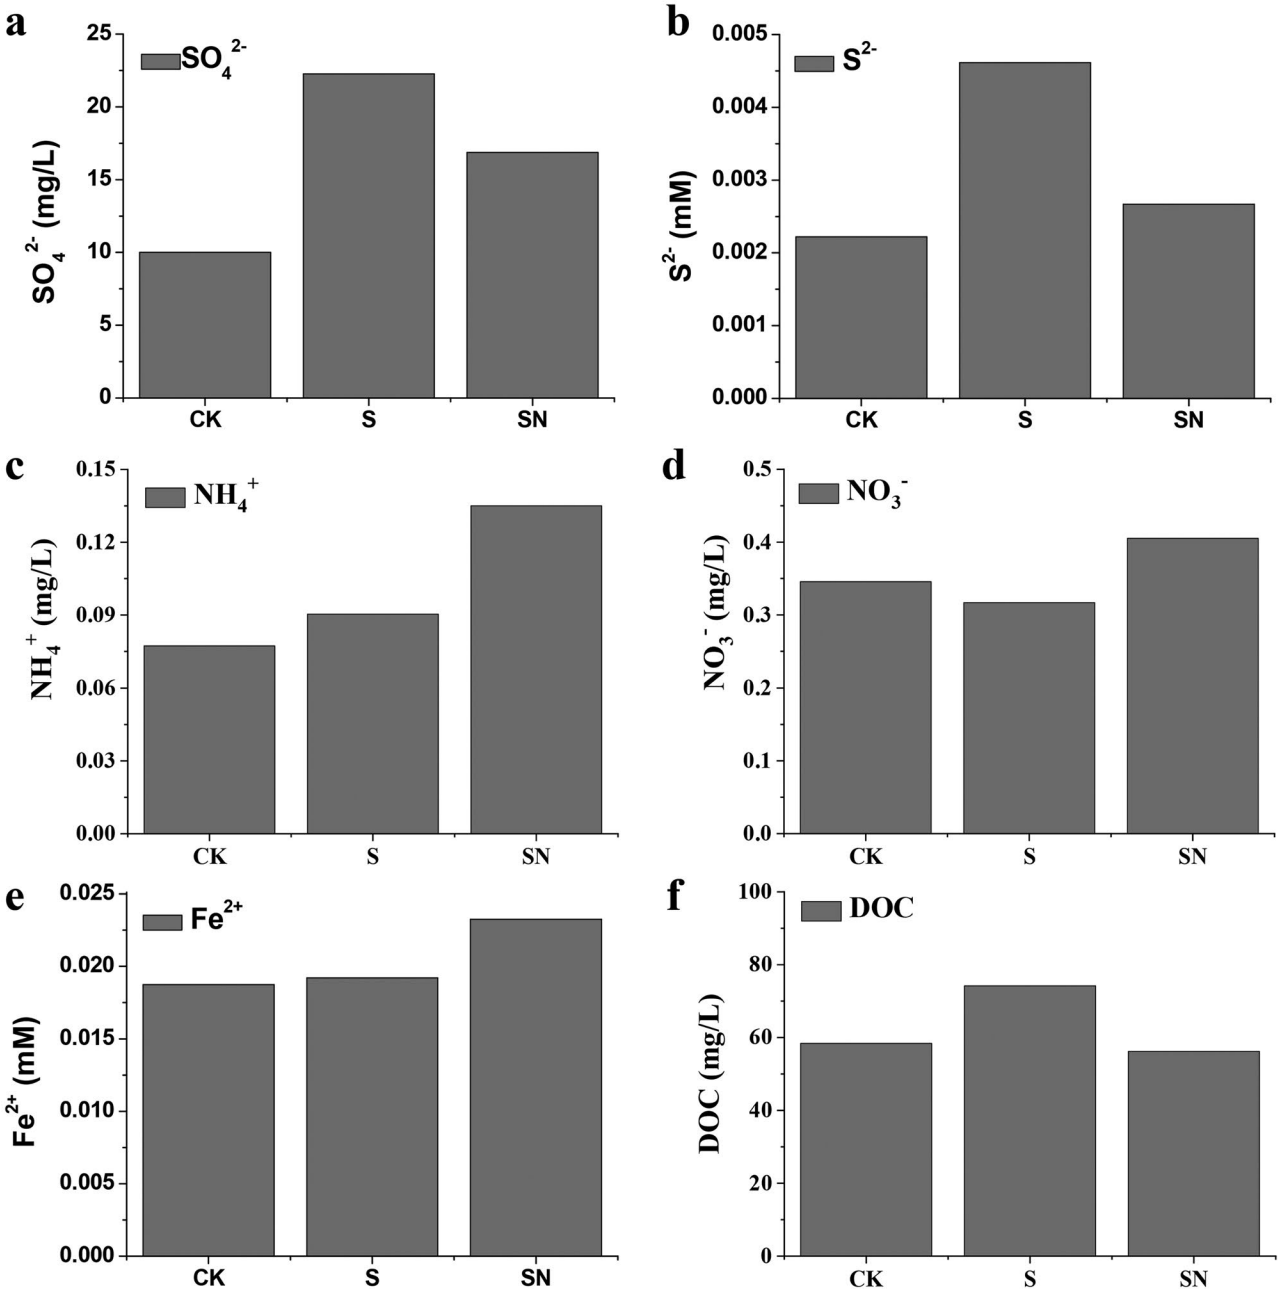 a
SO₄²⁻
SO₄²⁻ (mg/L)
25
20
15
10
5
0
CK S SN
b
S²⁻
S²⁻ (mM)
0.005
0.004
0.003
0.002
0.001
0.000
CK S SN
c
NH₄⁺
NH₄⁺ (mg/L)
0.15
0.12
0.09
0.06
0.03
0.00
CK S SN
d
NO₃⁻
NO₃⁻ (mg/L)
0.5
0.4
0.3
0.2
0.1
0.0
CK S SN
e
Fe²⁺
Fe²⁺ (mM)
0.025
0.020
0.015
0.010
0.005
0.000
CK S SN
f
DOC
DOC (mg/L)
100
80
60
40
20
0
CK S SN